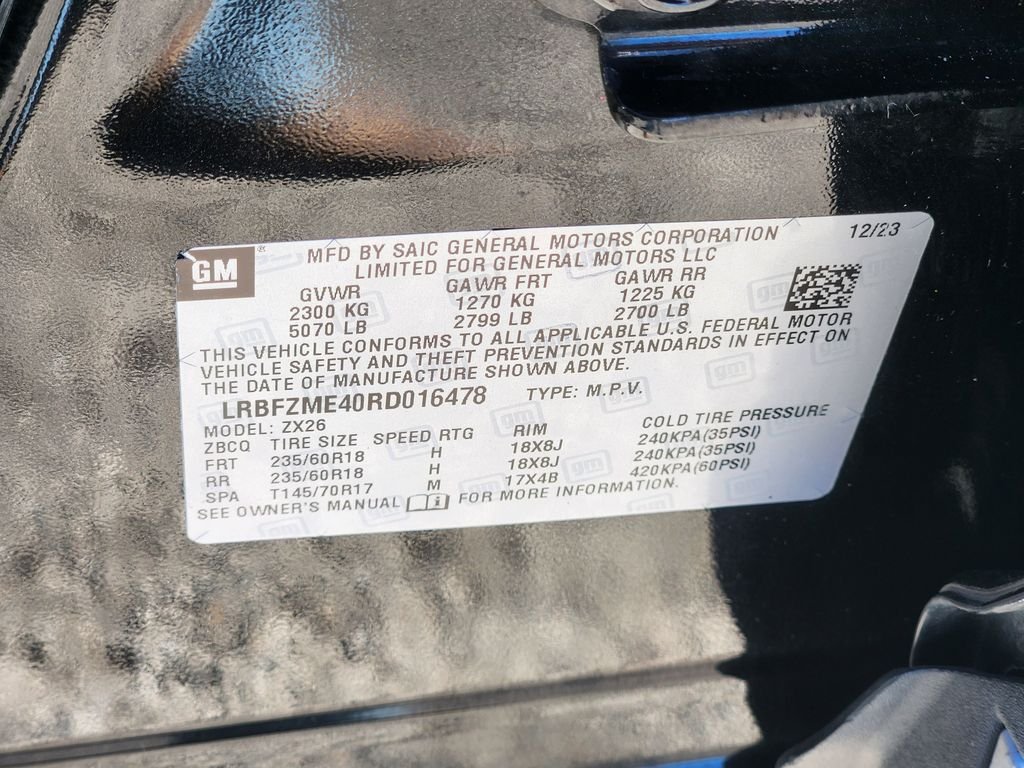 GM ® MFD BY SAIC GENERAL MOTORS CORPORATION 12/23
LIMITED FOR GENERAL MOTORS LLC
GVWR GAWR FRT GAWR RR
2300 KG 1270 KG 1225 KG
5070 LB 2799 LB 2700 LB
THIS VEHICLE CONFORMS TO ALL APPLICABLE U.S. FEDERAL MOTOR
VEHICLE SAFETY AND THEFT PREVENTION STANDARDS IN EFFECT ON
THE DATE OF MANUFACTURE SHOWN ABOVE.
LRBFZME40RD016478 TYPE: M.P.V.
MODEL: ZX26
ZBCQ TIRE SIZE SPEED RTG RIM COLD TIRE PRESSURE
FRT 235/60R18 H 18X8J 240KPA(35PSI)
RR 235/60R18 H 18X8J 240KPA(35PSI)
SPA T145/70R17 M 17X4B 420KPA(60PSI)
SEE OWNER'S MANUAL i FOR MORE INFORMATION.